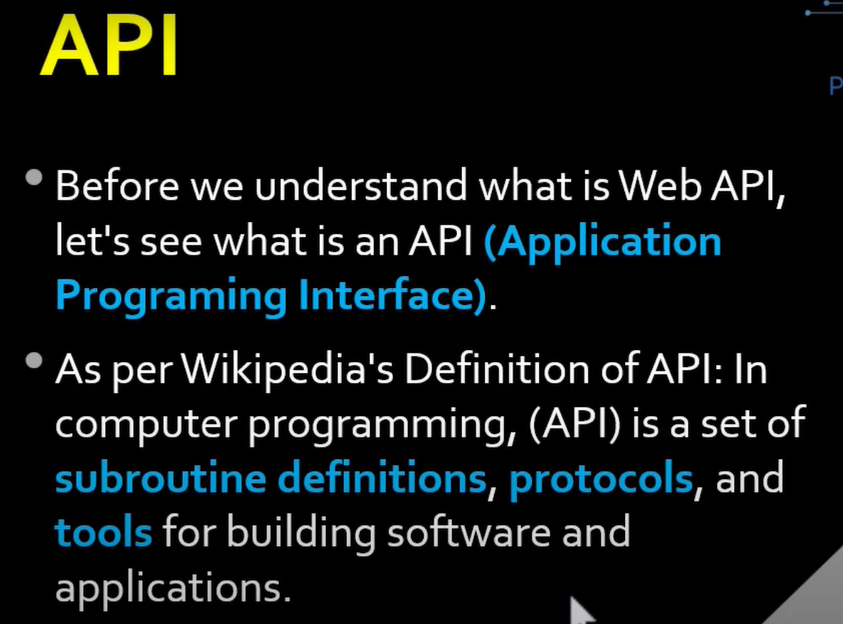 API
P
Before we understand what is Web API,
let's see what is an API (Application
Programing Interface).
As per Wikipedia's Definition of API: In
computer programming, (API) is a set of
subroutine definitions, protocols, and
tools for building software and
applications.